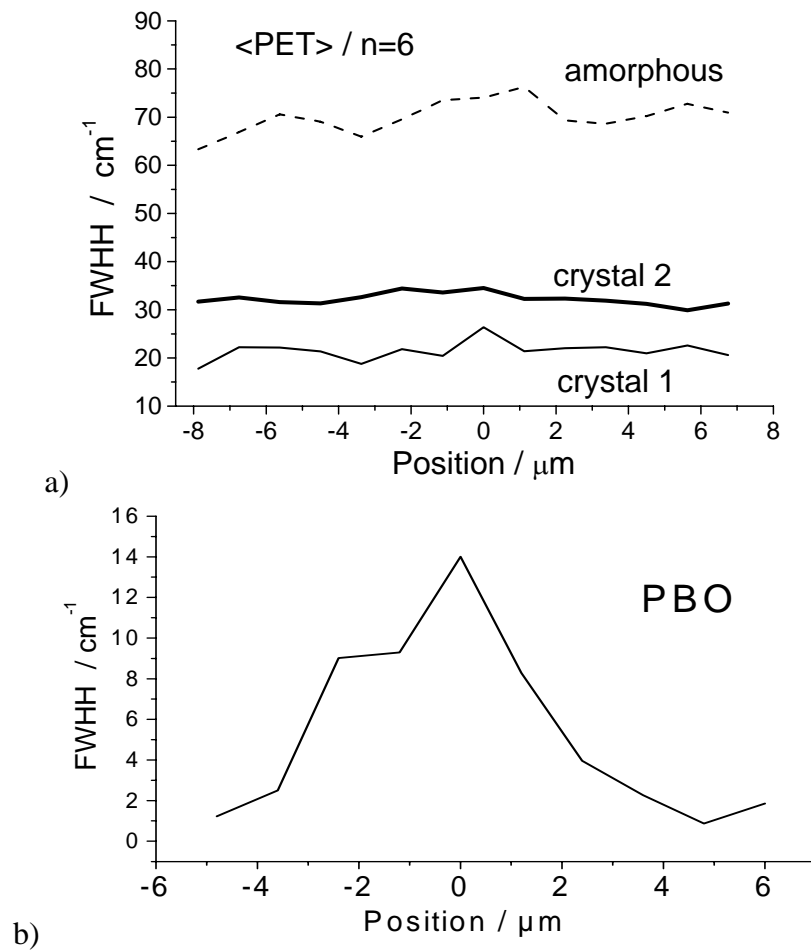 <PET> / n=6
amorphous
crystal 2
crystal 1
FWHH / cm⁻¹
90
80
70
60
50
40
30
20
10
-8 -6 -4 -2 0 2 4 6 8
Position / μm
a)
PBO
FWHH / cm⁻¹
16
14
12
10
8
6
4
2
0
-6 -4 -2 0 2 4 6
Position / µm
b)